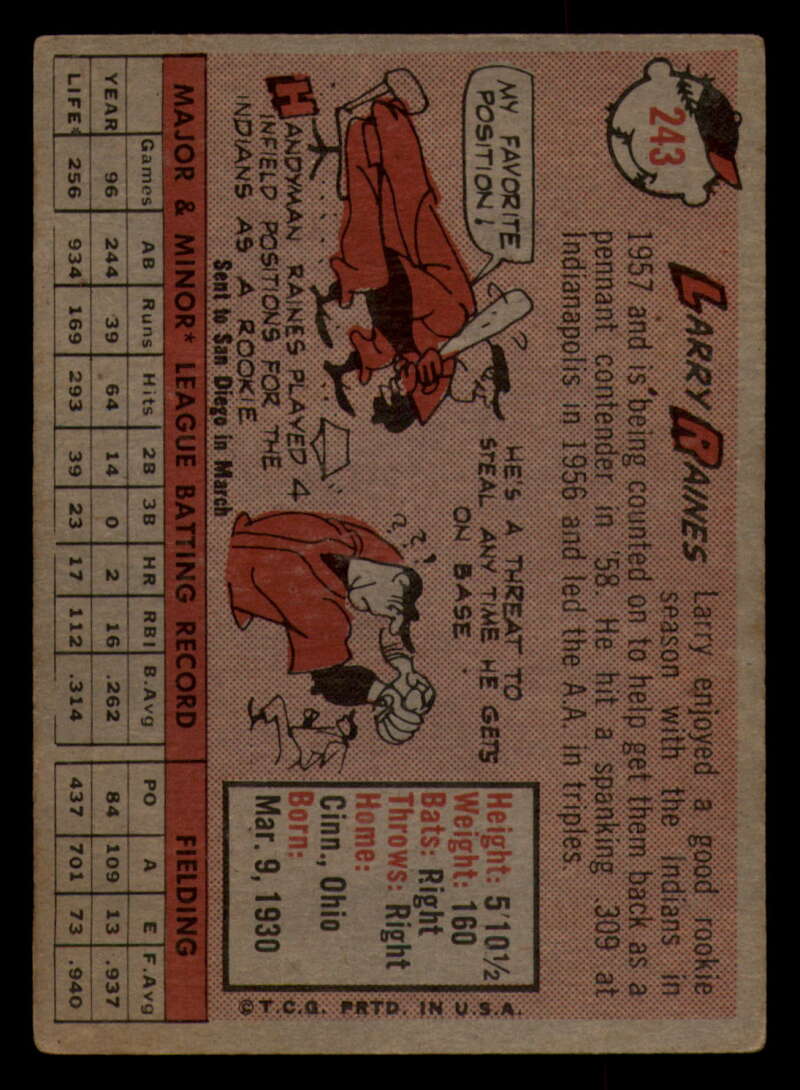 243
LARRY RAINES
Larry enjoyed a good rookie
season with the Indians in
1957 and is being counted on to help get them back as a
pennant contender in '58. He hit a spanking .309 at
Indianapolis in 1956 and led the A.A. in triples.
MY FAVORITE
POSITION!
?
HANDYMAN RAINES PLAYED 4
INFIELD POSITIONS FOR THE
INDIANS AS A ROOKIE
Sent to San Diego in March
HE'S A THREAT TO
STEAL ANY TIME HE GETS
ON BASE
???
Height: 5'10½
Weight: 160
Bats: Right
Throws: Right
Home:
Cinn., Ohio
Born:
Mar. 9, 1930
© T.C.G. PRTD. IN U.S.A.
MAJOR & MINOR* LEAGUE BATTING RECORD FIELDING
Games AB Runs Hits 2B 3B HR RBI B.Avg PO A E F.Avg
YEAR 96 244 39 64 14 0 2 16 .262 84 109 13 .937
LIFE* 256 934 169 293 39 23 17 112 .314 437 701 73 .940